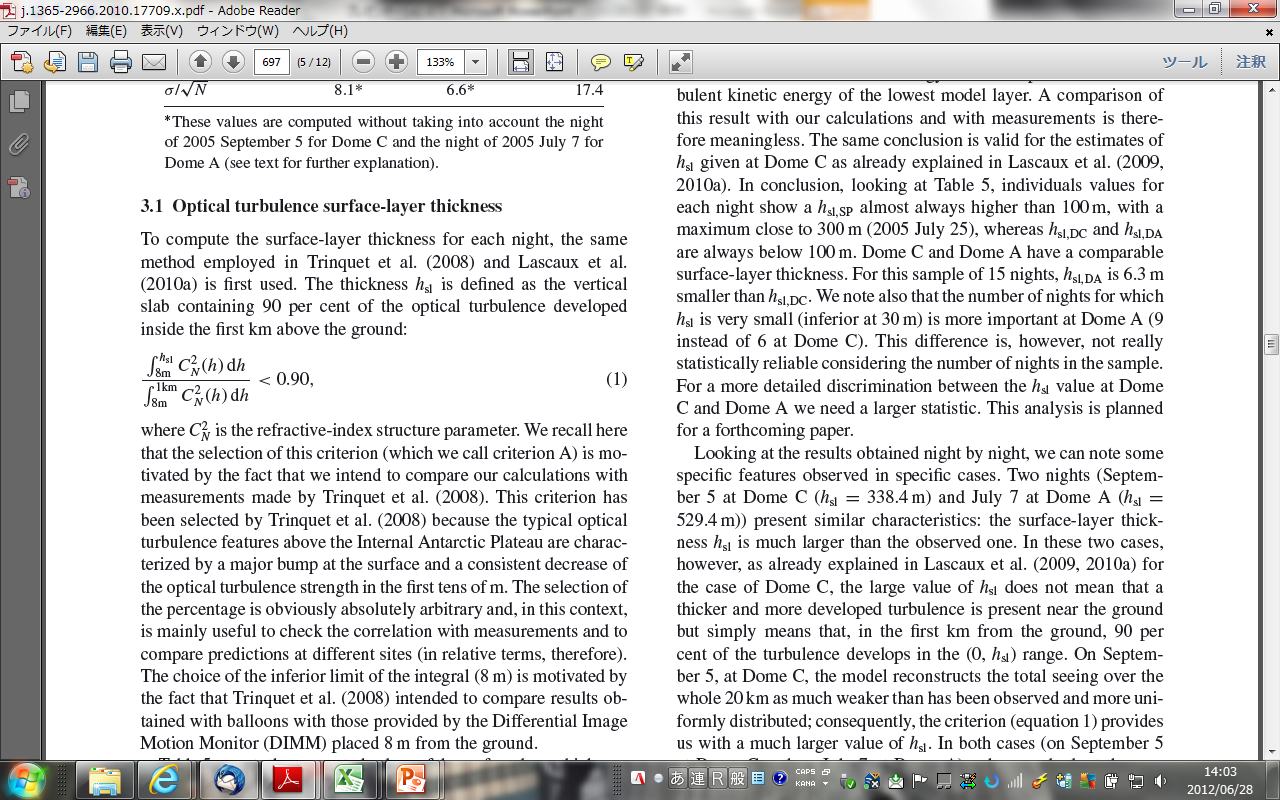 j.1365-2966.2010.17709.x.pdf - Adobe Reader
ファイル(F) 編集(E) 表示(V) ウィンドウ(W) ヘルプ(H)
697 (5 / 12) 133% ツール 注釈
σ/√N 8.1* 6.6* 17.4
*These values are computed without taking into account the night
of 2005 September 5 for Dome C and the night of 2005 July 7 for
Dome A (see text for further explanation).
3.1 Optical turbulence surface-layer thickness
To compute the surface-layer thickness for each night, the same
method employed in Trinquet et al. (2008) and Lascaux et al.
(2010a) is first used. The thickness h_sl is defined as the vertical
slab containing 90 per cent of the optical turbulence developed
inside the first km above the ground:
∫_8m^h_sl C_N^2(h) dh / ∫_8m^1km C_N^2(h) dh < 0.90, (1)
where C_N^2 is the refractive-index structure parameter. We recall here
that the selection of this criterion (which we call criterion A) is mo-
tivated by the fact that we intend to compare our calculations with
measurements made by Trinquet et al. (2008). This criterion has
been selected by Trinquet et al. (2008) because the typical optical
turbulence features above the Internal Antarctic Plateau are charac-
terized by a major bump at the surface and a consistent decrease of
the optical turbulence strength in the first tens of m. The selection of
the percentage is obviously absolutely arbitrary and, in this context,
is mainly useful to check the correlation with measurements and to
compare predictions at different sites (in relative terms, therefore).
The choice of the inferior limit of the integral (8 m) is motivated by
the fact that Trinquet et al. (2008) intended to compare results ob-
tained with balloons with those provided by the Differential Image
Motion Monitor (DIMM) placed 8 m from the ground.
bulent kinetic energy of the lowest model layer. A comparison of
this result with our calculations and with measurements is there-
fore meaningless. The same conclusion is valid for the estimates of
h_sl given at Dome C as already explained in Lascaux et al. (2009,
2010a). In conclusion, looking at Table 5, individuals values for
each night show a h_sl,SP almost always higher than 100 m, with a
maximum close to 300 m (2005 July 25), whereas h_sl,DC and h_sl,DA
are always below 100 m. Dome C and Dome A have a comparable
surface-layer thickness. For this sample of 15 nights, h_sl,DA is 6.3 m
smaller than h_sl,DC. We note also that the number of nights for which
h_sl is very small (inferior at 30 m) is more important at Dome A (9
instead of 6 at Dome C). This difference is, however, not really
statistically reliable considering the number of nights in the sample.
For a more detailed discrimination between the h_sl value at Dome
C and Dome A we need a larger statistic. This analysis is planned
for a forthcoming paper.
Looking at the results obtained night by night, we can note some
specific features observed in specific cases. Two nights (Septem-
ber 5 at Dome C (h_sl = 338.4 m) and July 7 at Dome A (h_sl =
529.4 m)) present similar characteristics: the surface-layer thick-
ness h_sl is much larger than the observed one. In these two cases,
however, as already explained in Lascaux et al. (2009, 2010a) for
the case of Dome C, the large value of h_sl does not mean that a
thicker and more developed turbulence is present near the ground
but simply means that, in the first km from the ground, 90 per
cent of the turbulence develops in the (0, h_sl) range. On Septem-
ber 5, at Dome C, the model reconstructs the total seeing over the
whole 20 km as much weaker than has been observed and more uni-
formly distributed; consequently, the criterion (equation 1) provides
us with a much larger value of h_sl. In both cases (on September 5
A あ 連 R 般 CAPS KANA
14:03
2012/06/28